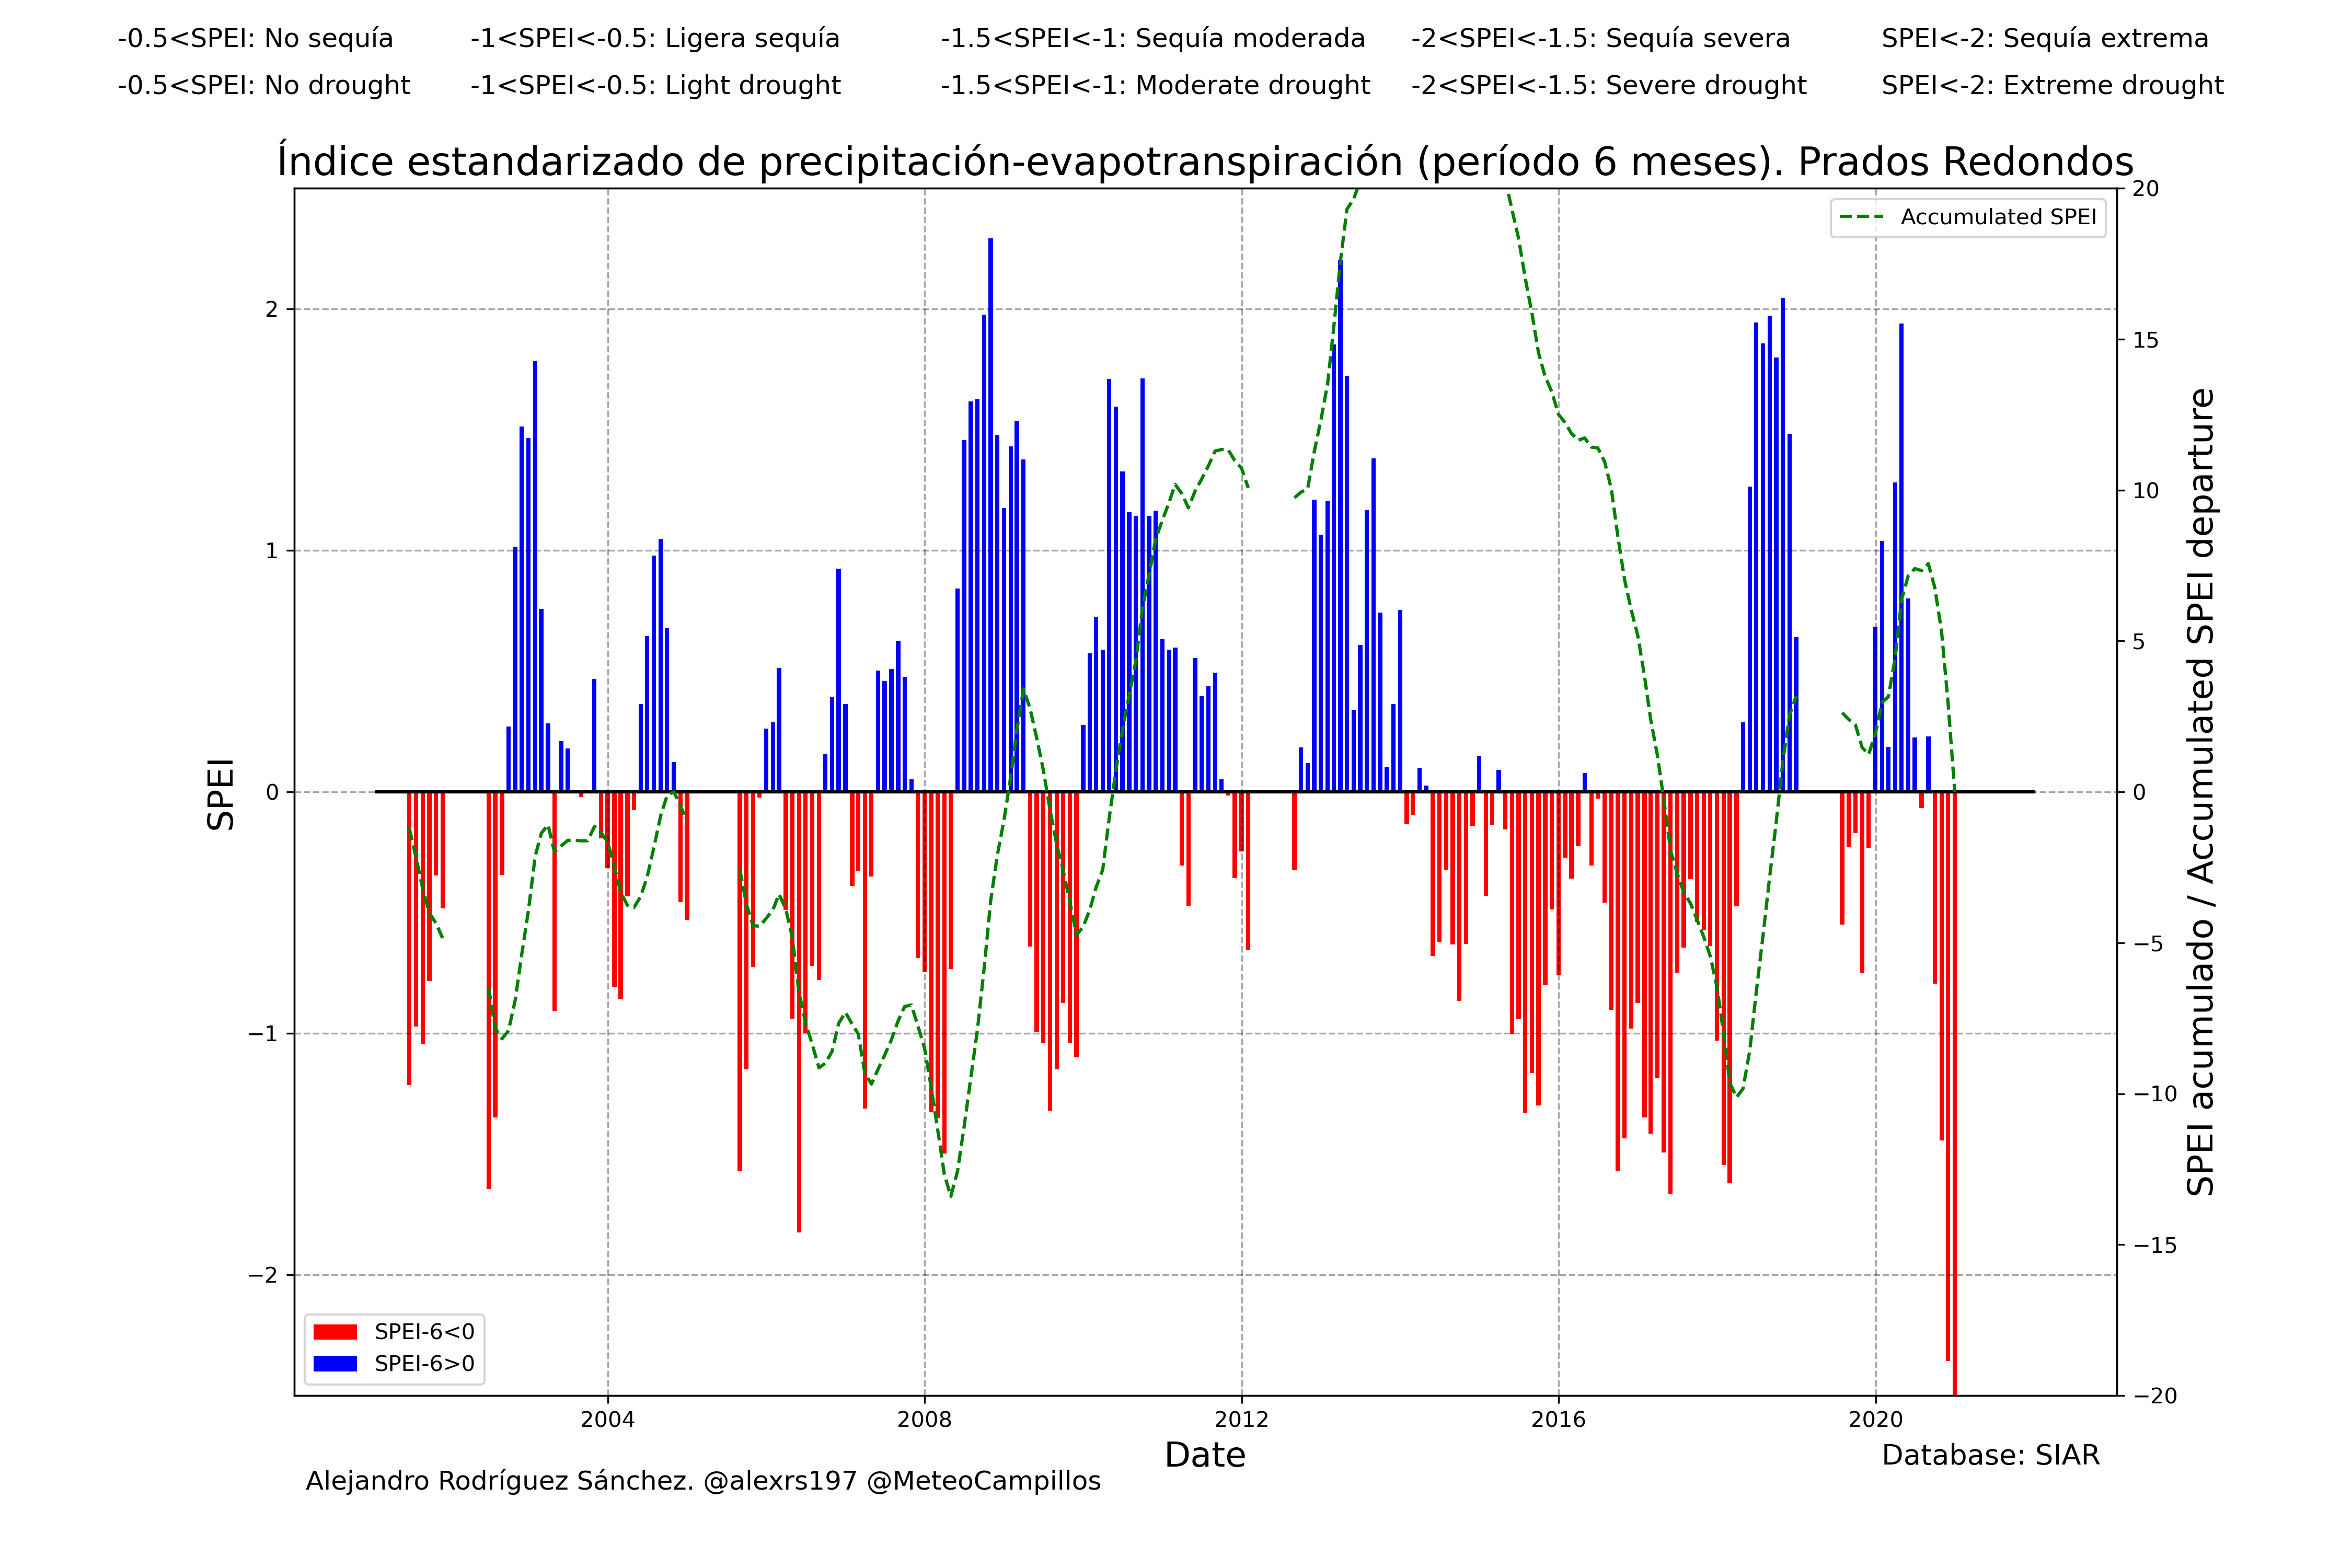 -0.5<SPEI: No sequía -1<SPEI<-0.5: Ligera sequía -1.5<SPEI<-1: Sequía moderada -2<SPEI<-1.5: Sequía severa SPEI<-2: Sequía extrema
-0.5<SPEI: No drought -1<SPEI<-0.5: Light drought -1.5<SPEI<-1: Moderate drought -2<SPEI<-1.5: Severe drought SPEI<-2: Extreme drought
Índice estandarizado de precipitación-evapotranspiración (período 6 meses). Prados Redondos
Accumulated SPEI
SPEI
2
1
0
−1
−2
20
15
10
5
0
−5
−10
−15
−20
SPEI acumulado / Accumulated SPEI departure
SPEI-6<0
SPEI-6>0
2004 2008 2012 2016 2020
Date
Database: SIAR
Alejandro Rodríguez Sánchez. @alexrs197 @MeteoCampillos